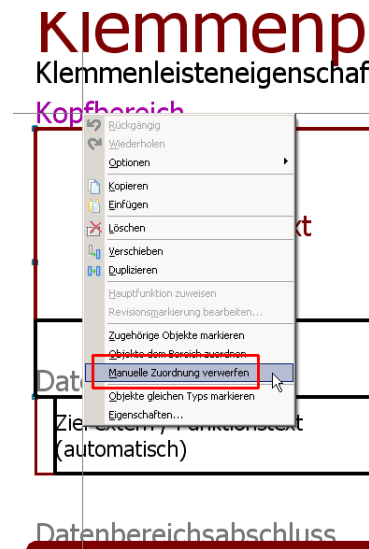 Klemmenp
Klemmenleisteneigenschaf
Kopfbereich
Rückgängig
Wiederholen
Optionen
Kopieren
Einfügen
Löschen
xt
Verschieben
Duplizieren
Hauptfunktion zuweisen
Revisionsmarkierung bearbeiten...
Zugehörige Objekte markieren
Objekte dem Bereich zuordnen
Manuelle Zuordnung verwerfen
Date
Objekte gleichen Typs markieren
Eigenschaften...
Ziel extern / Funktionstext
(automatisch)
Datenbereichsabschluss